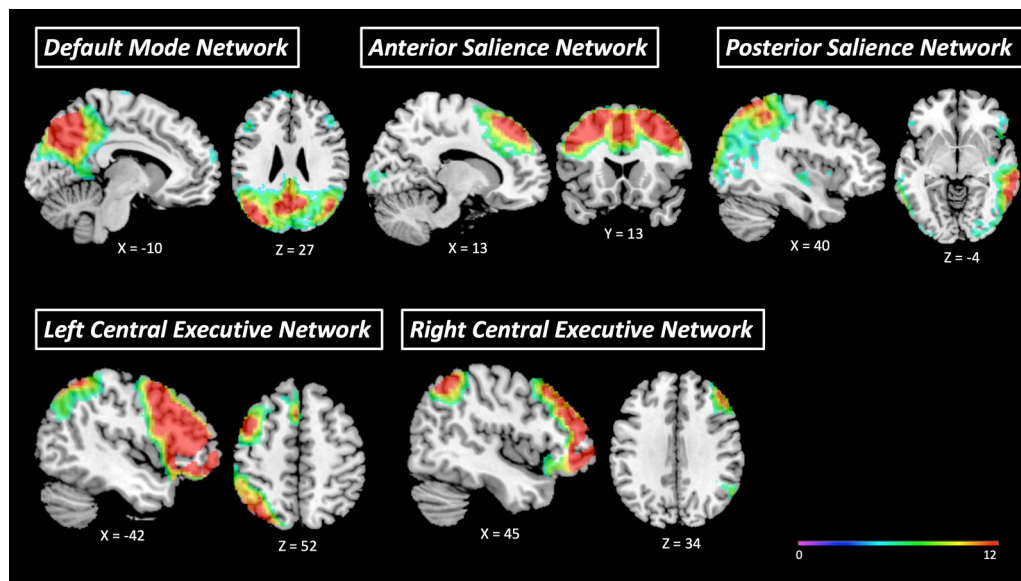 Default Mode Network
Anterior Salience Network
Posterior Salience Network
X = -10
Z = 27
X = 13
Y = 13
X = 40
Z = -4
Left Central Executive Network
Right Central Executive Network
X = -42
Z = 52
X = 45
Z = 34
0
12